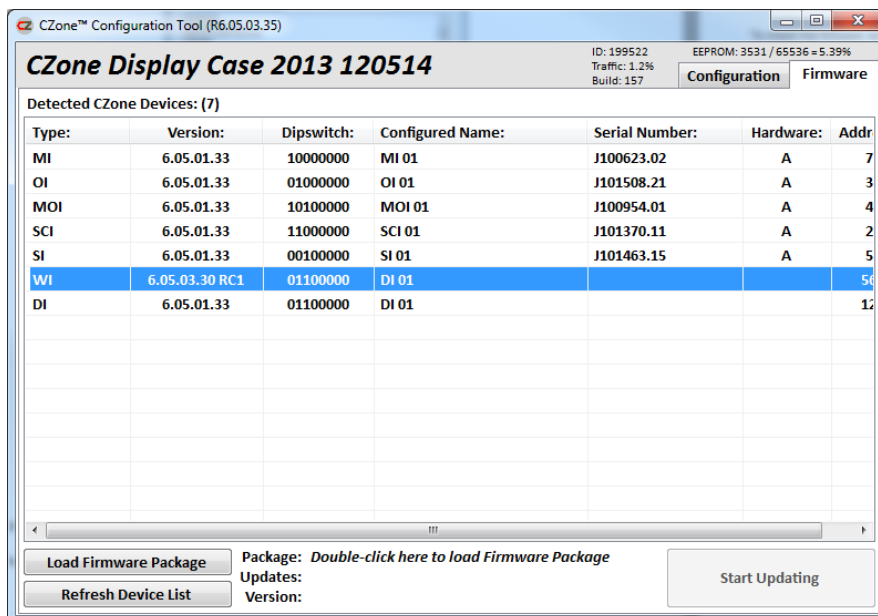 CZ CZone™ Configuration Tool (R6.05.03.35)
CZone Display Case 2013 120514
ID: 199522
Traffic: 1.2%
Build: 157
EEPROM: 3531 / 65536 = 5.39%
Configuration Firmware
Detected CZone Devices: (7)
Type: Version: Dipswitch: Configured Name: Serial Number: Hardware: Addr
MI 6.05.01.33 10000000 MI 01 J100623.02 A 7
OI 6.05.01.33 01000000 OI 01 J101508.21 A 3
MOI 6.05.01.33 10100000 MOI 01 J100954.01 A 4
SCI 6.05.01.33 11000000 SCI 01 J101370.11 A 2
SI 6.05.01.33 00100000 SI 01 J101463.15 A 5
WI 6.05.03.30 RC1 01100000 DI 01 56
DI 6.05.01.33 01100000 DI 01 12
Load Firmware Package
Refresh Device List
Package: Double-click here to load Firmware Package
Updates:
Version:
Start Updating